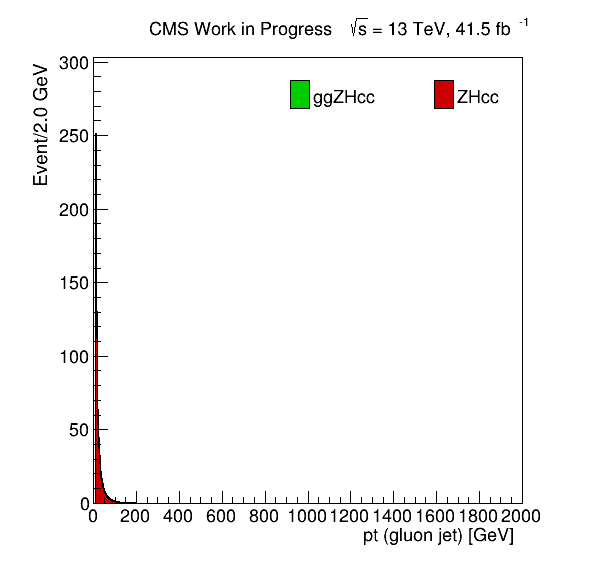 CMS Work in Progress √s = 13 TeV, 41.5 fb -1
Event/2.0 GeV
300
250
200
150
100
50
0
ggZHcc ZHcc
0 200 400 600 800 1000 1200 1400 1600 1800 2000
pt (gluon jet) [GeV]